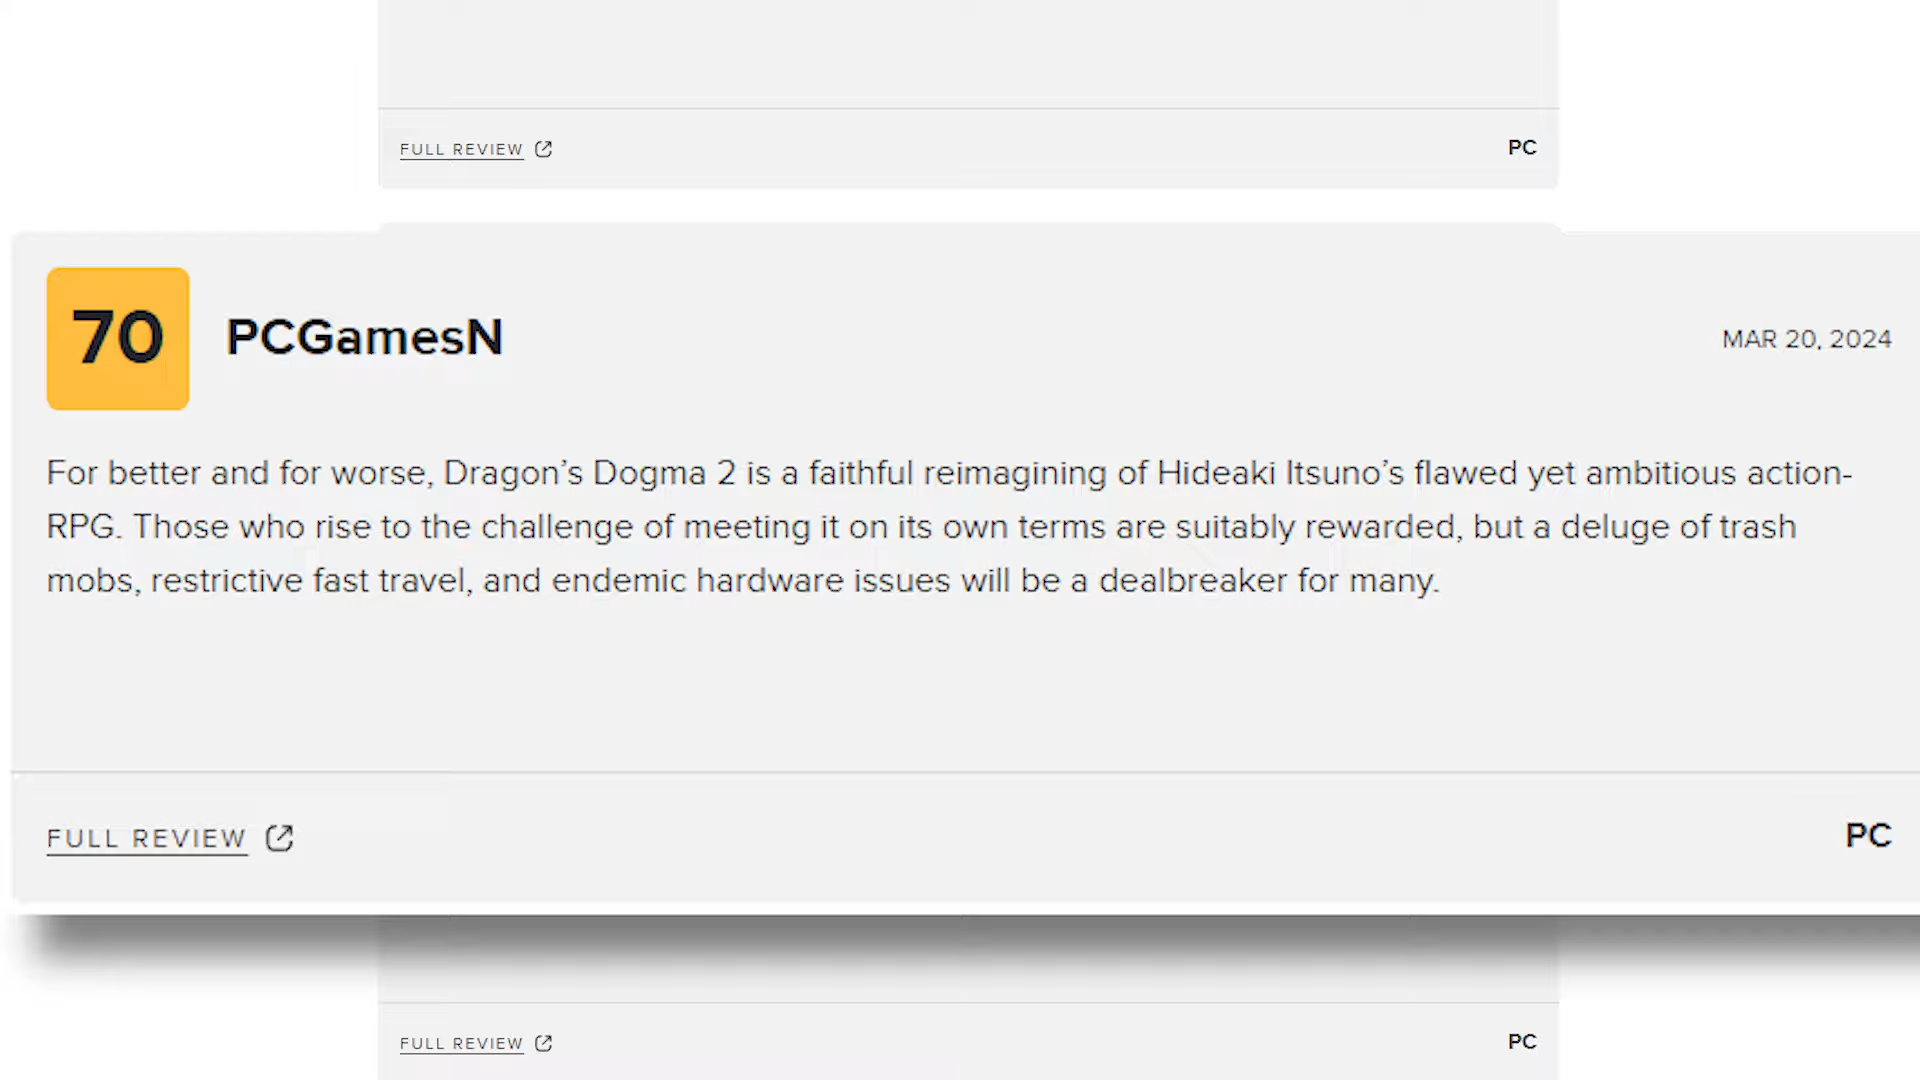 FULL REVIEW
PC
70
PCGamesN
MAR 20, 2024
For better and for worse, Dragon’s Dogma 2 is a faithful reimagining of Hideaki Itsuno’s flawed yet ambitious action-
RPG. Those who rise to the challenge of meeting it on its own terms are suitably rewarded, but a deluge of trash
mobs, restrictive fast travel, and endemic hardware issues will be a dealbreaker for many.
FULL REVIEW
PC
FULL REVIEW
PC